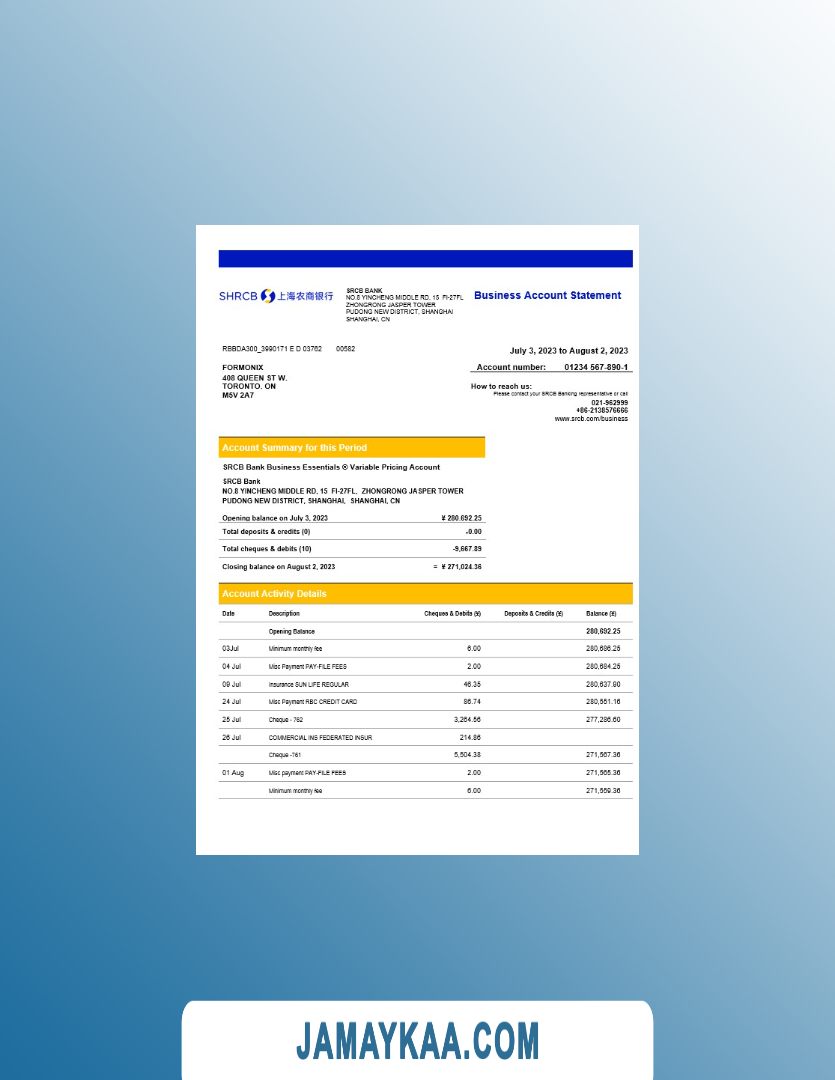 SHRCB 上海农商银行
SRCB BANK
NO.8 YINCHENG MIDDLE RD, 15 FI-27FL
ZHONGRONG JASPER TOWER
PUDONG NEW DISTRICT, SHANGHAI
SHANGHAI, CN
Business Account Statement
RBBDA300_3990171 E D 03762 00582
July 3, 2023 to August 2, 2023
FORMONIX
408 QUEEN ST W.
TORONTO, ON
M5V 2A7
Account number: 01234 567-890-1
How to reach us:
Please contact your SRCB Banking representative or call
021-962999
+86-2138576666
www.srcb.com/business
Account Summary for this Period
SRCB Bank Business Essentials ® Variable Pricing Account
SRCB Bank
NO.8 YINCHENG MIDDLE RD, 15 FI-27FL, ZHONGRONG JASPER TOWER
PUDONG NEW DISTRICT, SHANGHAI, SHANGHAI, CN
Opening balance on July 3, 2023 ¥ 280,692.25
Total deposits & credits (0) -0.00
Total cheques & debits (10) -9,667.89
Closing balance on August 2, 2023 = ¥ 271,024.36
Account Activity Details
Date Description Cheques & Debits (¥) Deposits & Credits (¥) Balance (¥)
Opening Balance 280,692.25
03Jul Minimum monthly fee 6.00 280,686.25
04 Jul Misc Payment PAY-FILE FEES 2.00 280,684.25
09 Jul Insurance SUN LIFE REGULAR 46.35 280,637.90
24 Jul Misc Payment RBC CREDIT CARD 86.74 280,551.16
25 Jul Cheque - 762 3,264.56 277,286.60
26 Jul COMMERCIAL INS FEDERATED INSUR 214.86
Cheque -761 5,504.38 271,567.36
01 Aug Misc payment PAY-FILE FEES 2.00 271,565.36
Minimum monthly fee 6.00 271,559.36
JAMAYKAA.COM